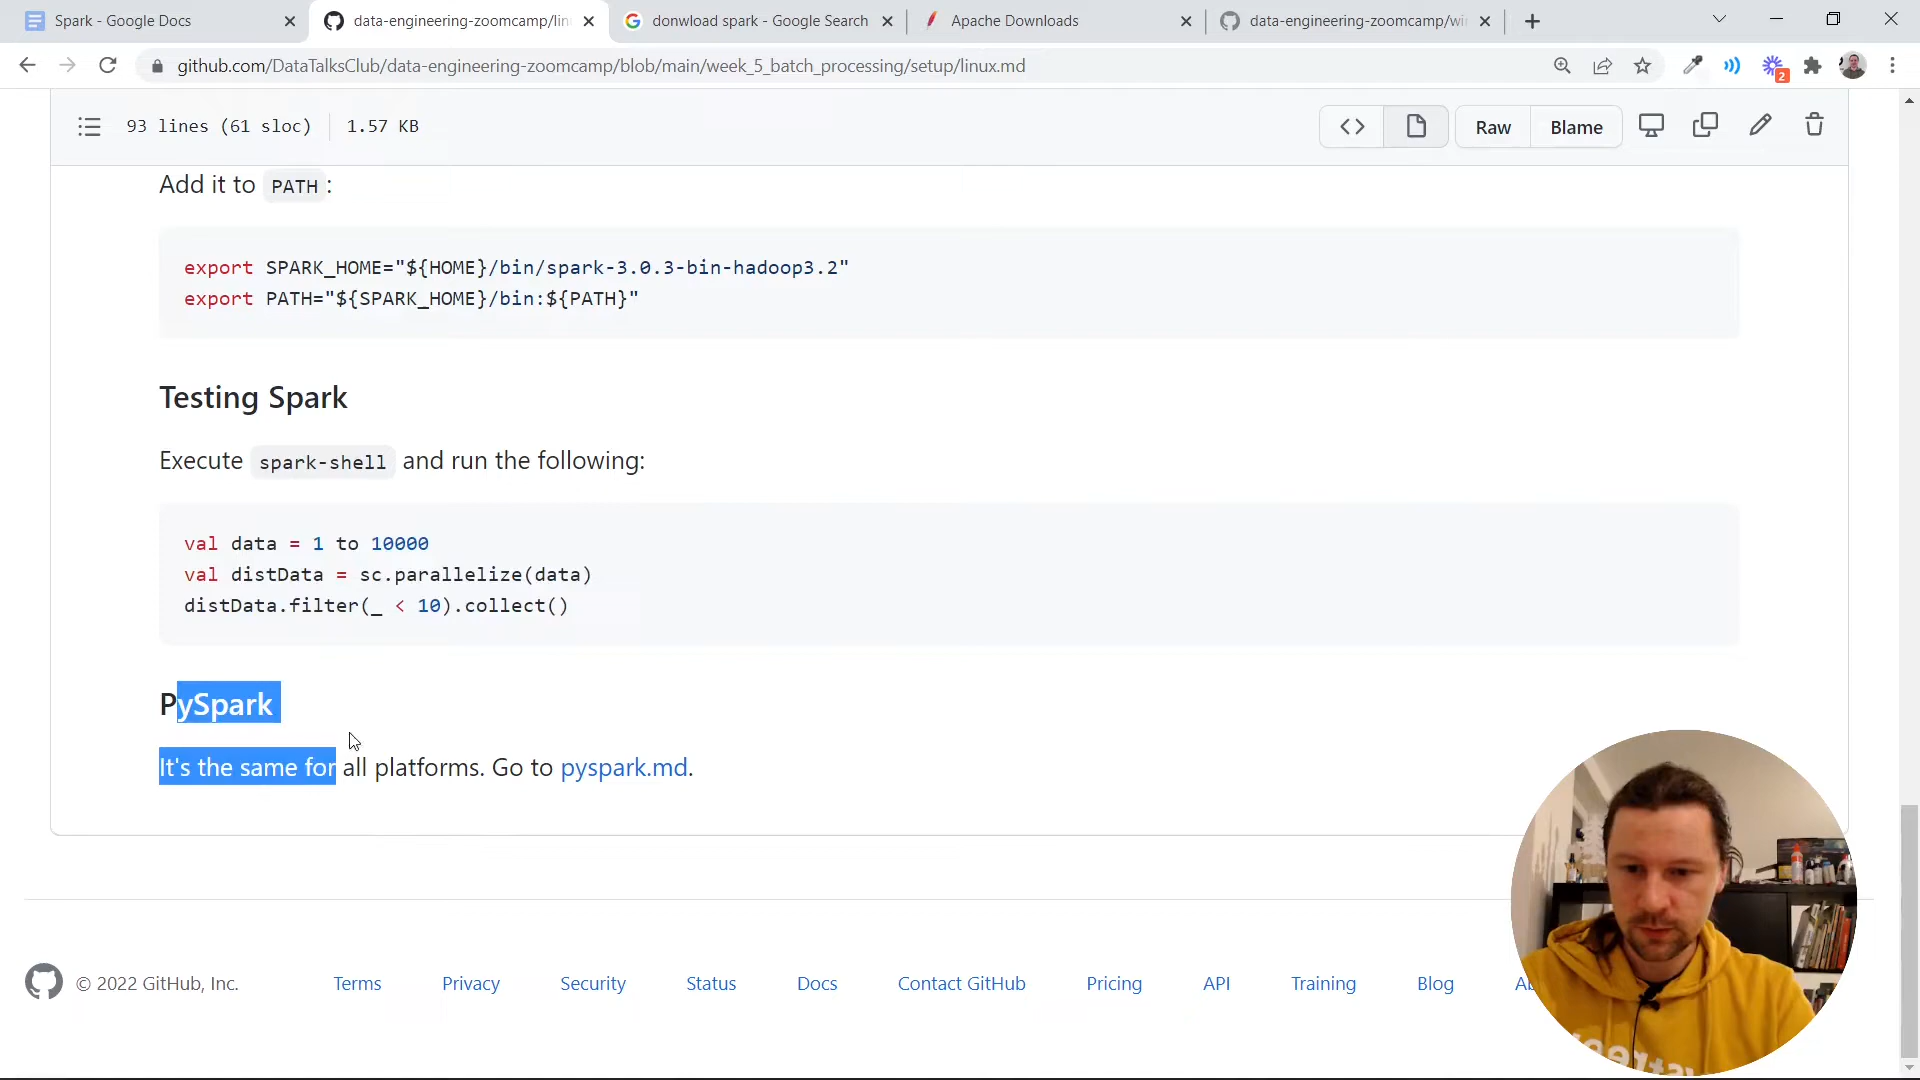 Spark - Google Docs
data-engineering-zoomcamp/lin
donwload spark - Google Search
Apache Downloads
data-engineering-zoomcamp/wi
github.com/DataTalksClub/data-engineering-zoomcamp/blob/main/week_5_batch_processing/setup/linux.md
2
93 lines (61 sloc)
1.57 KB
Raw
Blame
Add it to PATH :
export SPARK_HOME="${HOME}/bin/spark-3.0.3-bin-hadoop3.2"
export PATH="${SPARK_HOME}/bin:${PATH}"
Testing Spark
Execute spark-shell and run the following:
val data = 1 to 10000
val distData = sc.parallelize(data)
distData.filter(_ < 10).collect()
PySpark
It's the same for all platforms. Go to pyspark.md.
© 2022 GitHub, Inc.
Terms
Privacy
Security
Status
Docs
Contact GitHub
Pricing
API
Training
Blog